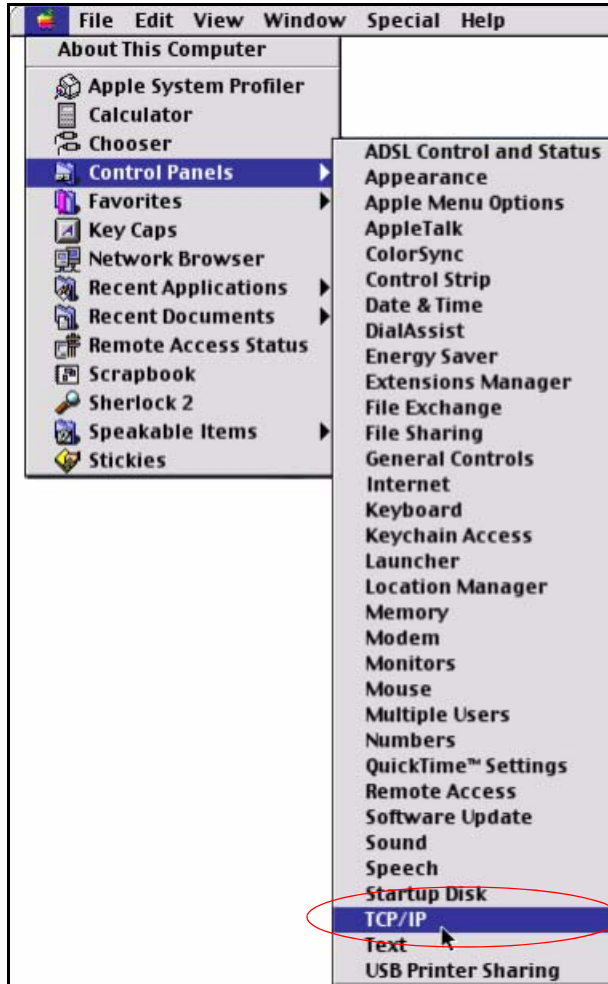 File Edit View Window Special Help
About This Computer
Apple System Profiler
Calculator
Chooser
Control Panels
Favorites
Key Caps
Network Browser
Recent Applications
Recent Documents
Remote Access Status
Scrapbook
Sherlock 2
Speakable Items
Stickies
ADSL Control and Status
Appearance
Apple Menu Options
AppleTalk
ColorSync
Control Strip
Date & Time
DialAssist
Energy Saver
Extensions Manager
File Exchange
File Sharing
General Controls
Internet
Keyboard
Keychain Access
Launcher
Location Manager
Memory
Modem
Monitors
Mouse
Multiple Users
Numbers
QuickTime™ Settings
Remote Access
Software Update
Sound
Speech
Startup Disk
TCP/IP
Text
USB Printer Sharing